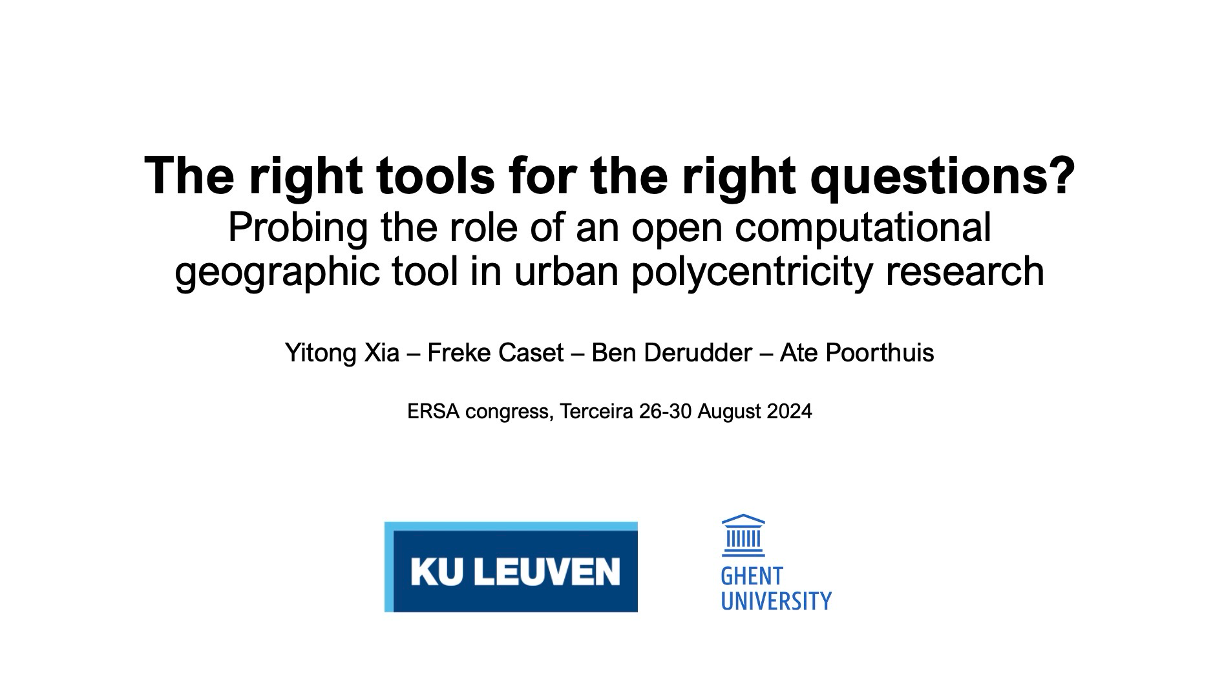 The right tools for the right questions?
Probing the role of an open computational
geographic tool in urban polycentricity research
Yitong Xia – Freke Caset – Ben Derudder – Ate Poorthuis
ERSA congress, Terceira 26-30 August 2024
KU LEUVEN
GHENT
UNIVERSITY